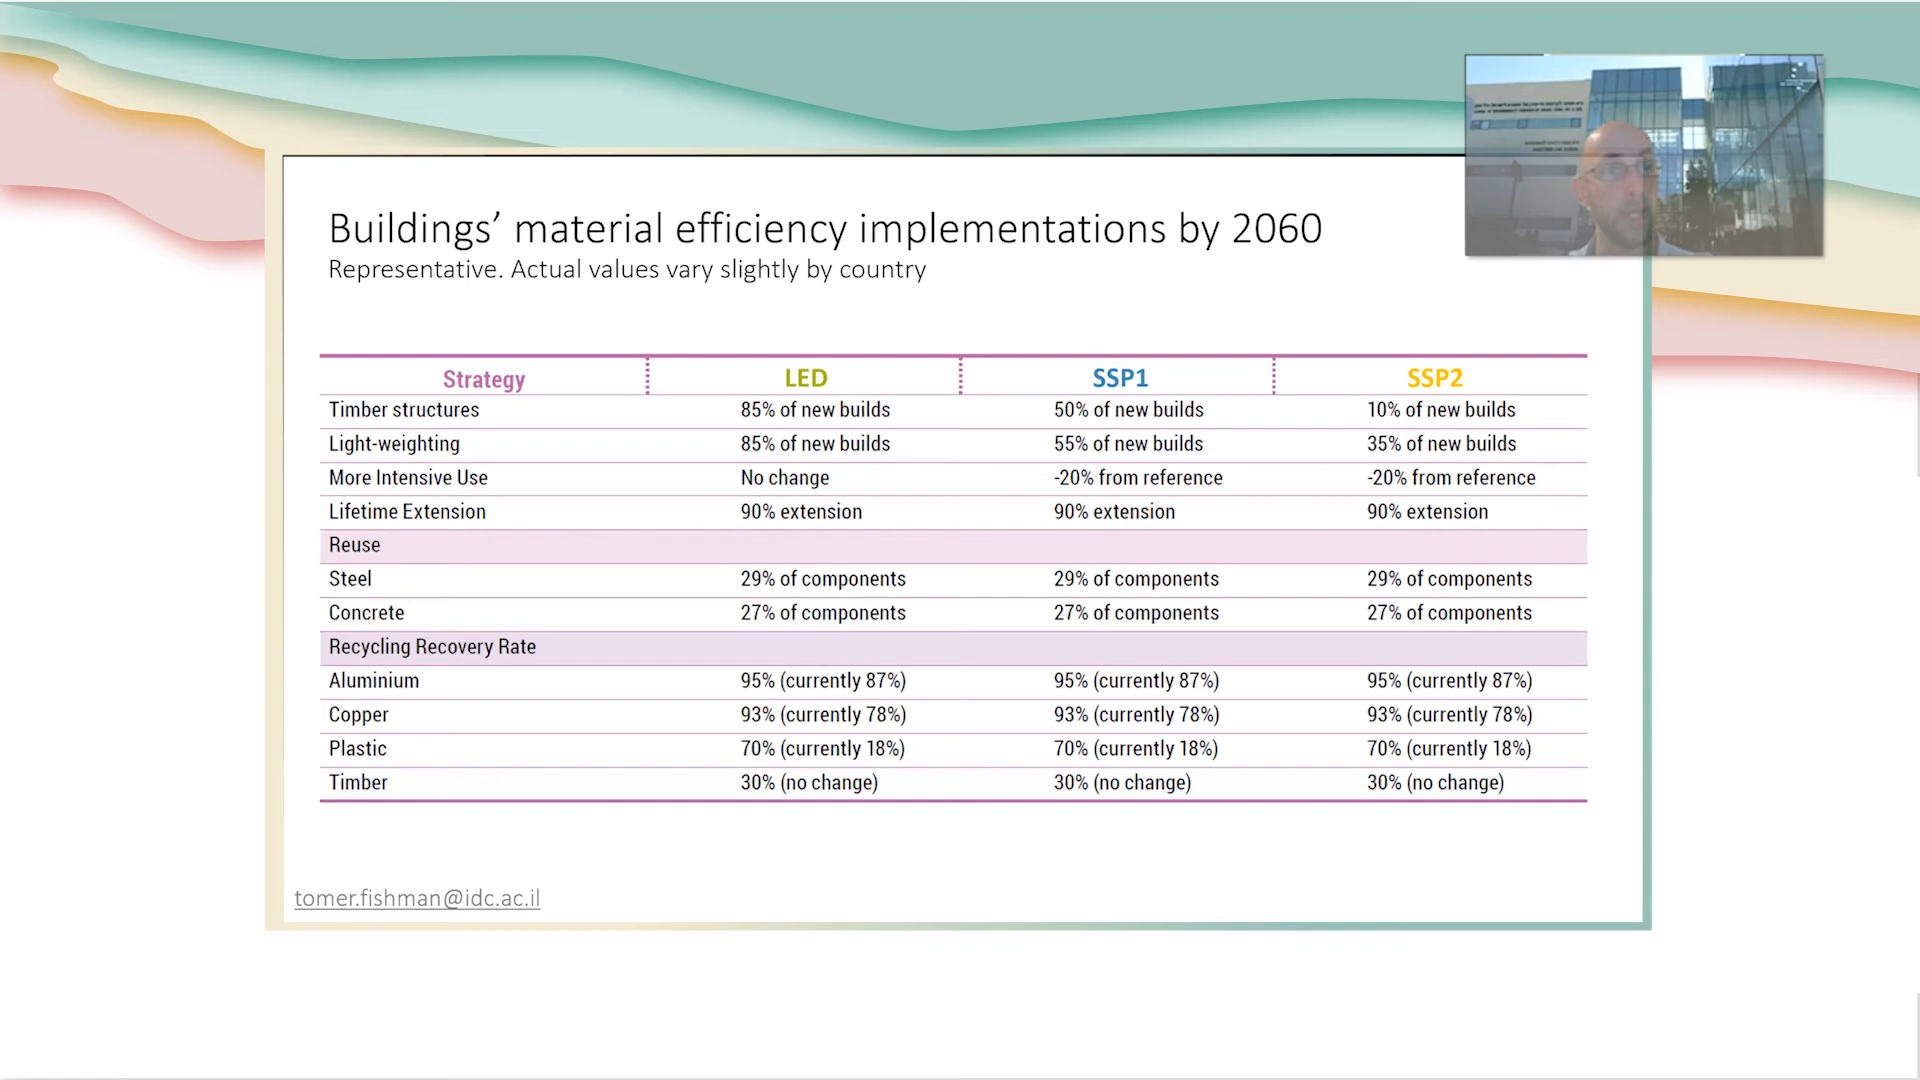 Buildings’ material efficiency implementations by 2060
Representative. Actual values vary slightly by country
Strategy LED SSP1 SSP2
Timber structures 85% of new builds 50% of new builds 10% of new builds
Light-weighting 85% of new builds 55% of new builds 35% of new builds
More Intensive Use No change -20% from reference -20% from reference
Lifetime Extension 90% extension 90% extension 90% extension
Reuse
Steel 29% of components 29% of components 29% of components
Concrete 27% of components 27% of components 27% of components
Recycling Recovery Rate
Aluminium 95% (currently 87%) 95% (currently 87%) 95% (currently 87%)
Copper 93% (currently 78%) 93% (currently 78%) 93% (currently 78%)
Plastic 70% (currently 18%) 70% (currently 18%) 70% (currently 18%)
Timber 30% (no change) 30% (no change) 30% (no change)
tomer.fishman@idc.ac.il